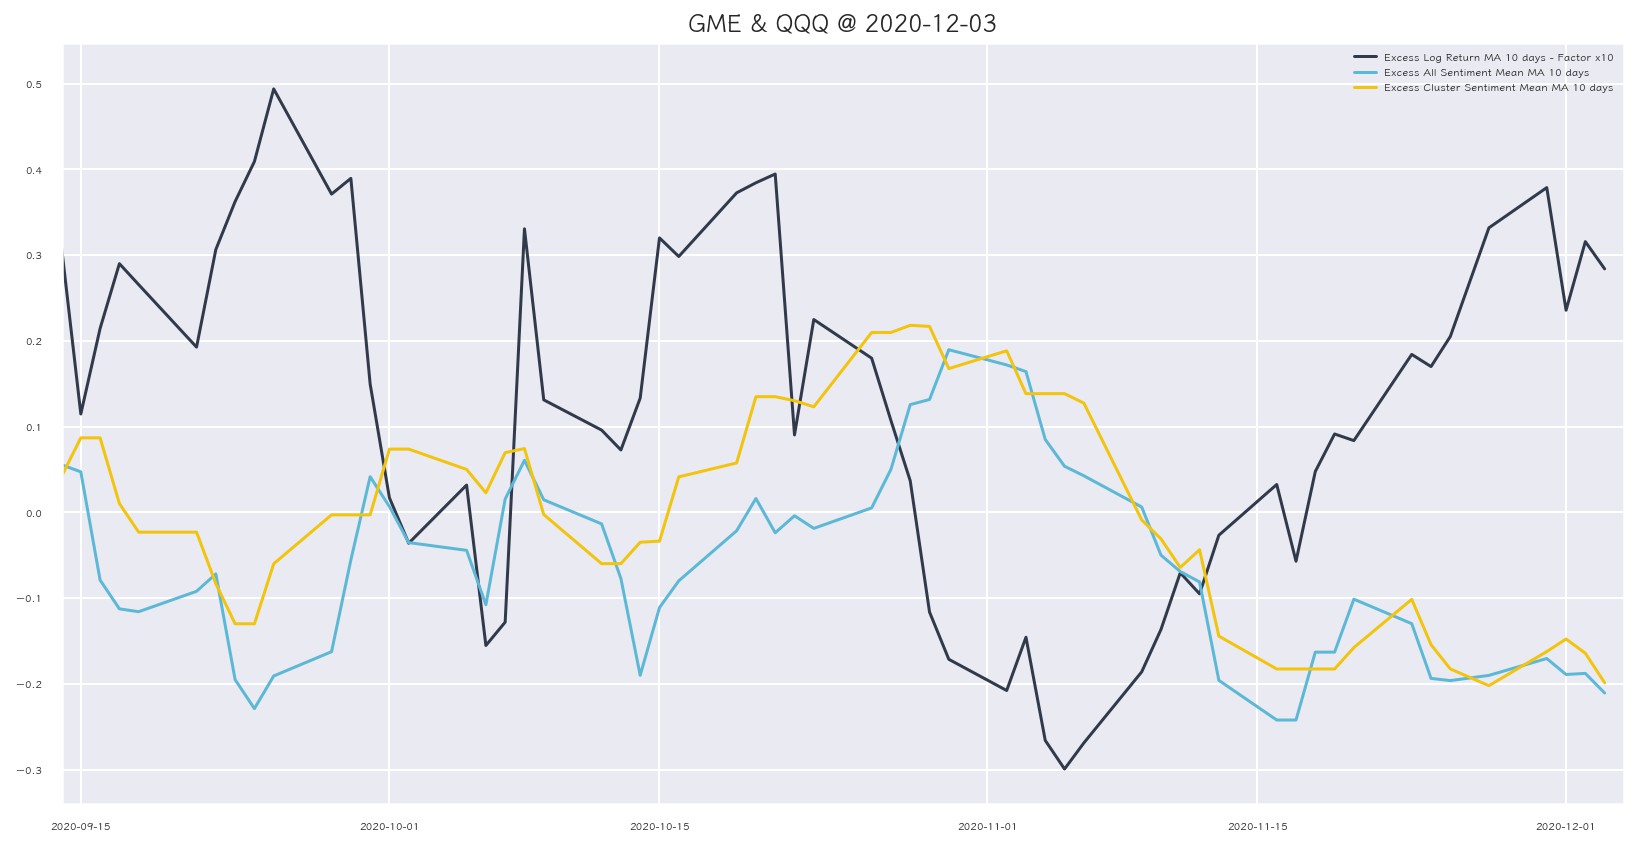 GME & QQQ @ 2020-12-03
Excess Log Return MA 10 days - Factor x10
Excess All Sentiment Mean MA 10 days
Excess Cluster Sentiment Mean MA 10 days
0.5
0.4
0.3
0.2
0.1
0.0
−0.1
−0.2
−0.3
2020-09-15 2020-10-01 2020-10-15 2020-11-01 2020-11-15 2020-12-01